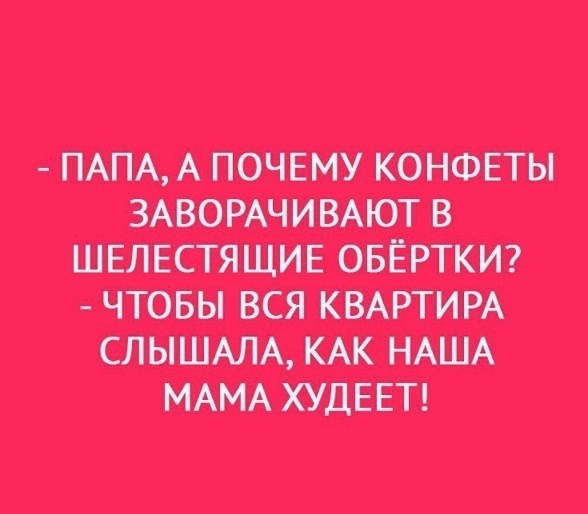 - ПАПА, А ПОЧЕМУ КОНФЕТЫ
ЗАВОРАЧИВАЮТ В
ШЕЛЕСТЯЩИЕ ОБЁРТКИ?
- ЧТОБЫ ВСЯ КВАРТИРА
СЛЫШАЛА, КАК НАША
МАМА ХУДЕЕТ!